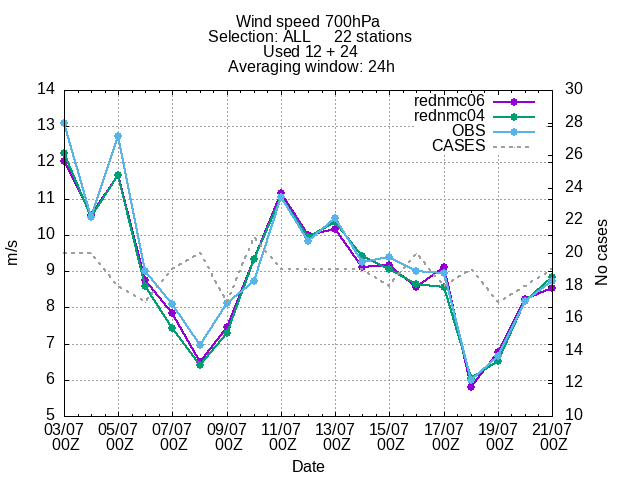 Wind speed 700hPa
Selection: ALL 22 stations
Used 12 + 24
Averaging window: 24h
14 30
13 28
12 26
11 24
10 22
9 20
8 18
7 16
6 14
5 12
10
m/s
No cases
rednmc06
rednmc04
OBS
CASES
03/07 05/07 07/07 09/07 11/07 13/07 15/07 17/07 19/07 21/07
00Z 00Z 00Z 00Z 00Z 00Z 00Z 00Z 00Z 00Z
Date